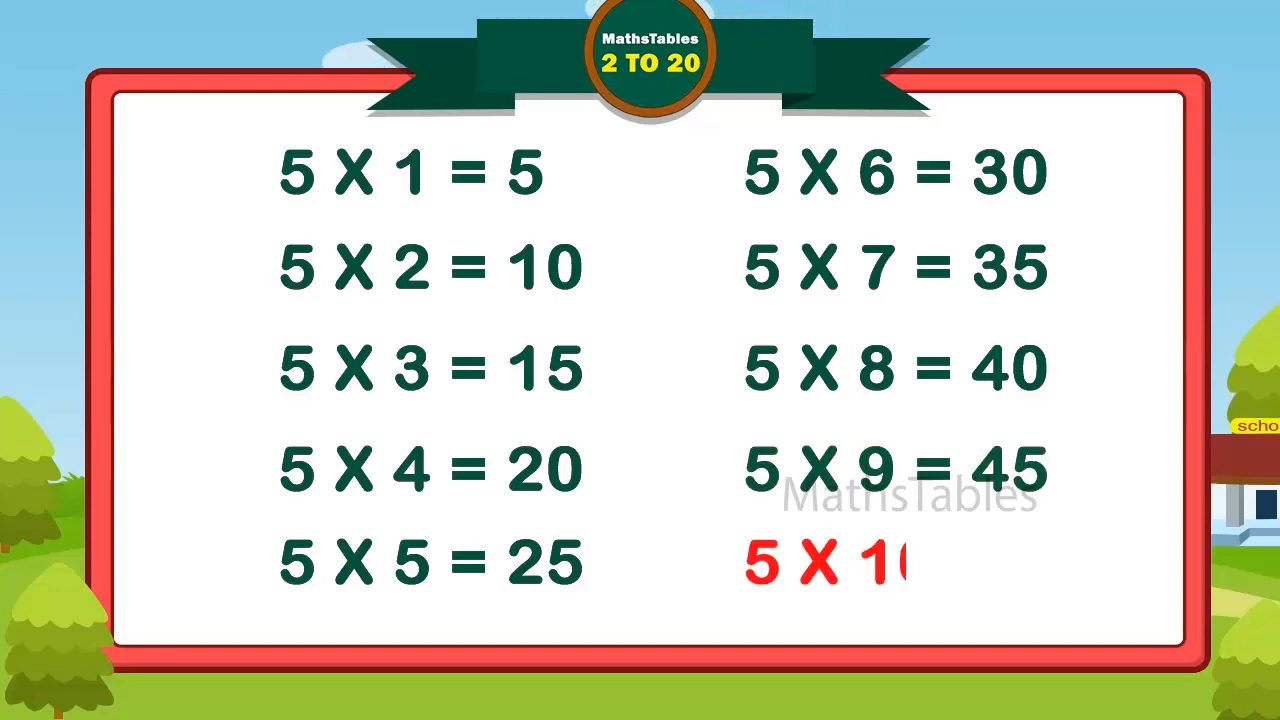 MathsTables
2 TO 20
5 X 1 = 5
5 X 2 = 10
5 X 3 = 15
5 X 4 = 20
5 X 5 = 25
5 X 6 = 30
5 X 7 = 35
5 X 8 = 40
5 X 9 = 45
MathsTables
5 X 1
scho